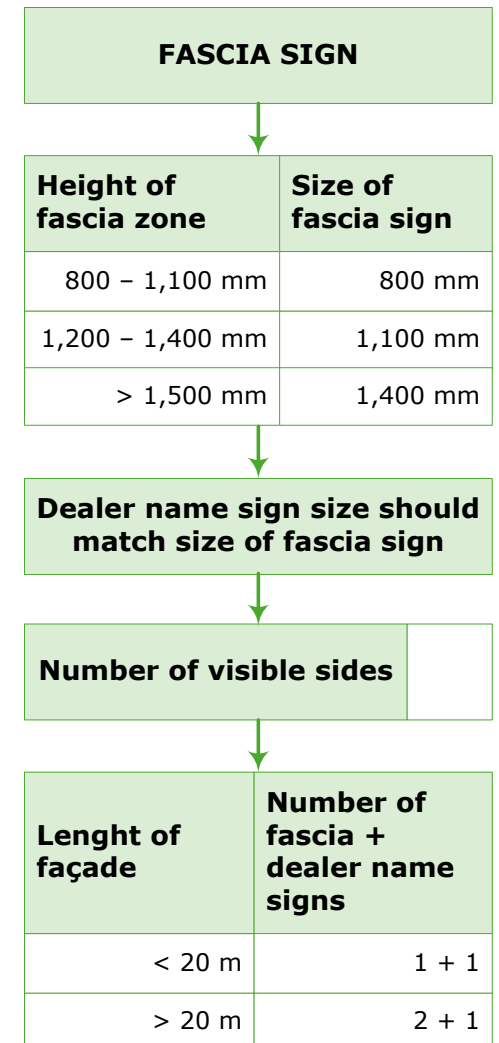 FASCIA SIGN
Height of
fascia zone
Size of
fascia sign
800 – 1,100 mm
800 mm
1,200 – 1,400 mm
1,100 mm
> 1,500 mm
1,400 mm
Dealer name sign size should
match size of fascia sign
Number of visible sides
Lenght of
façade
Number of
fascia +
dealer name
signs
< 20 m
1 + 1
> 20 m
2 + 1